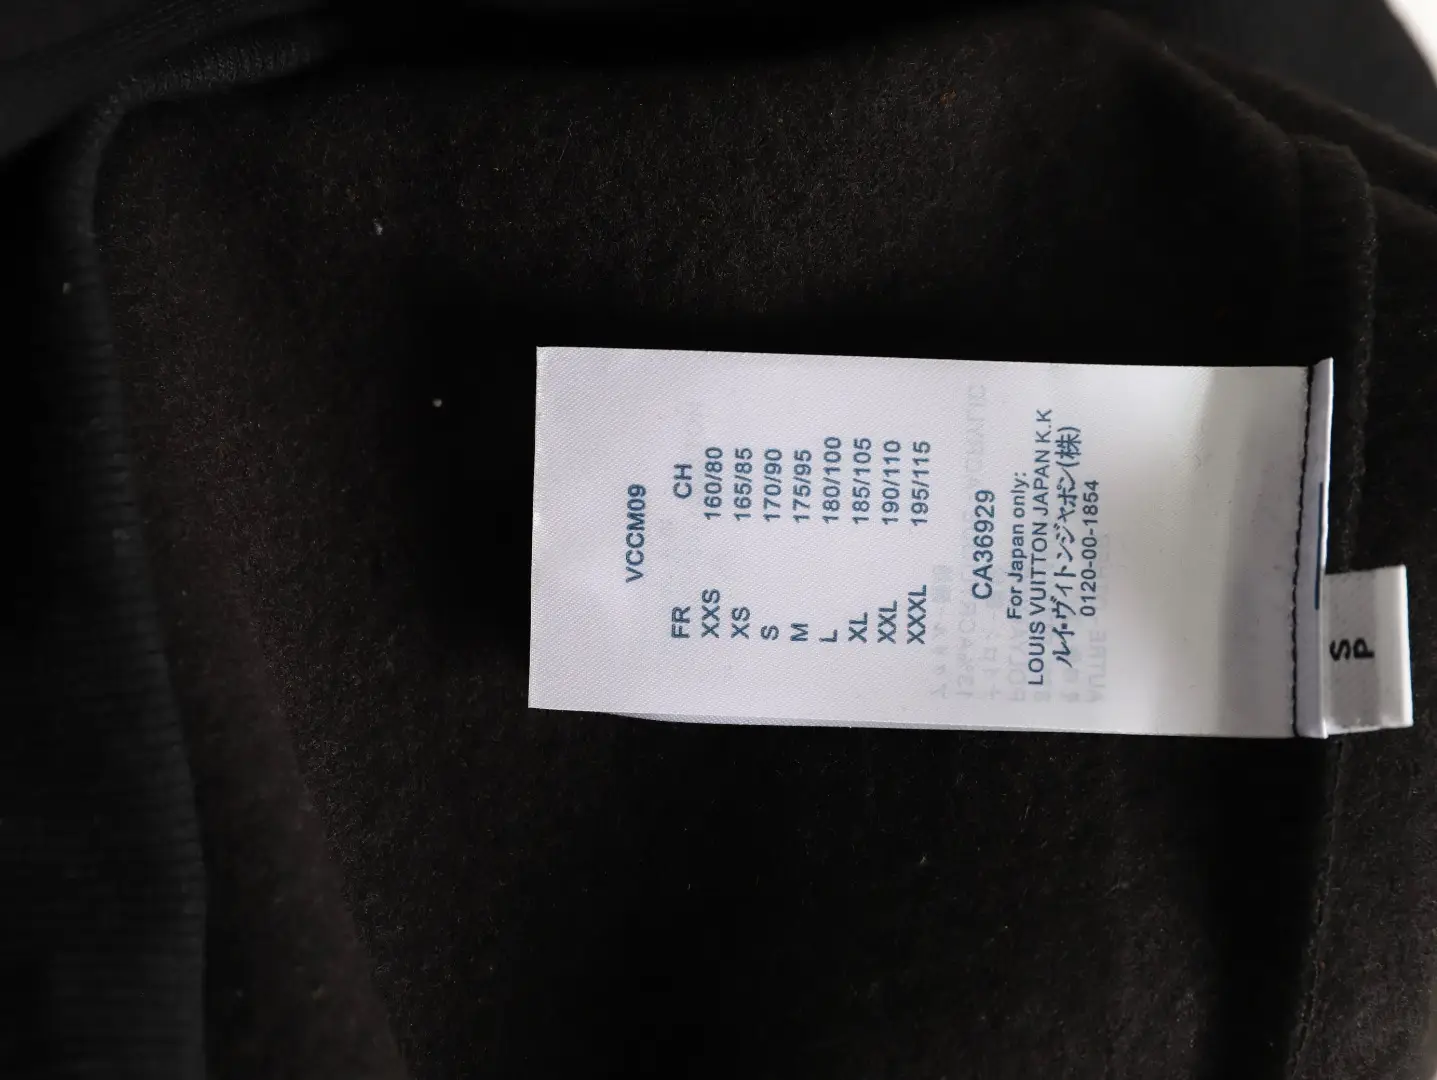 VCCM09
FR CH
XXS 160/80
XS 165/85
S 170/90
M 175/95
L 180/100
XL 185/105
XXL 190/110
XXXL 195/115
CA36929
For Japan only:
LOUIS VUITTON JAPAN K.K
ルイ・ヴィトンジャポン(株)
0120-00-1854
S
P